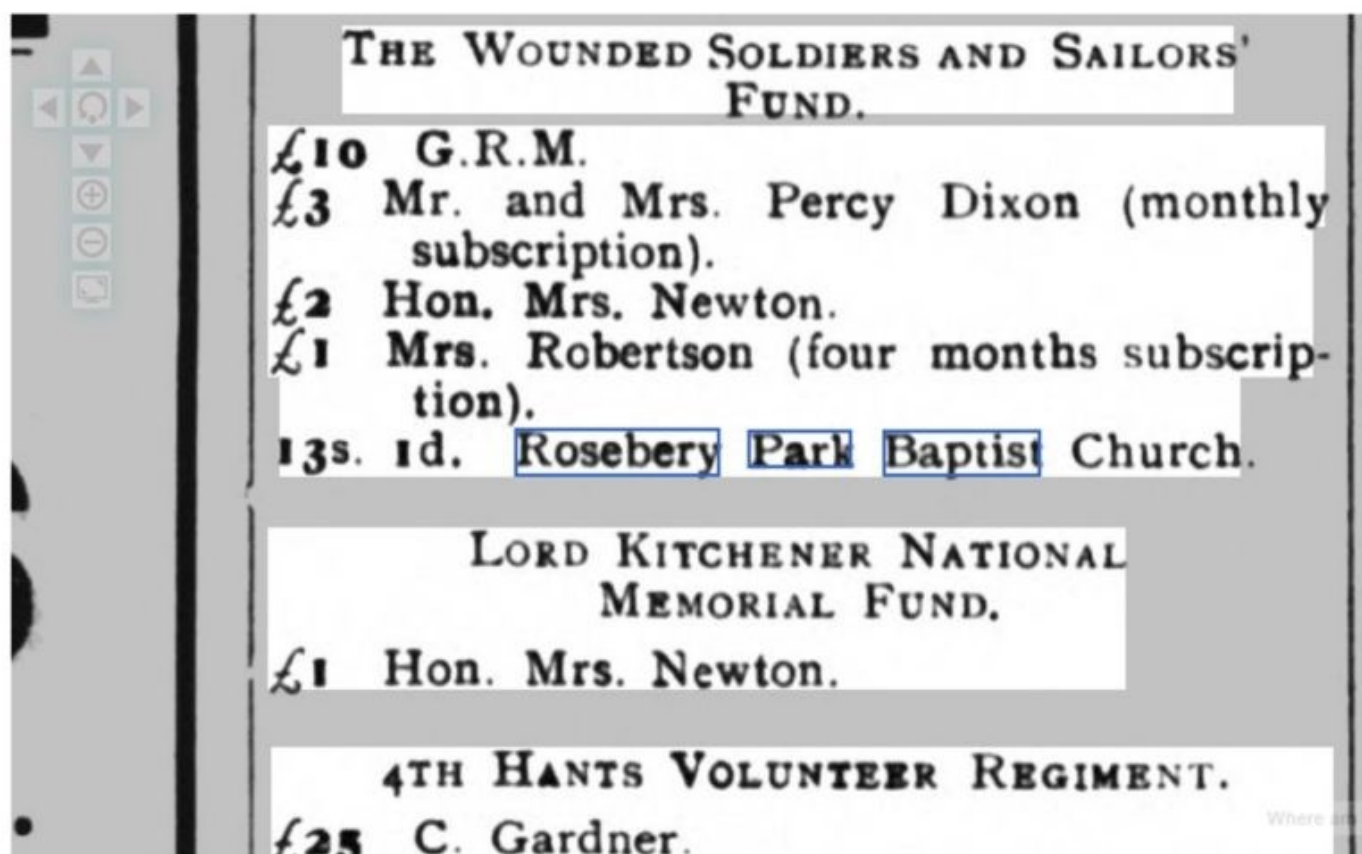 THE WOUNDED SOLDIERS AND SAILORS'
FUND.
£10 G.R.M.
£3 Mr. and Mrs. Percy Dixon (monthly
subscription).
£2 Hon. Mrs. Newton.
£1 Mrs. Robertson (four months subscrip-
tion).
13s. 1d. Rosebery Park Baptist Church.
LORD KITCHENER NATIONAL
MEMORIAL FUND.
£1 Hon. Mrs. Newton.
4TH HANTS VOLUNTEER REGIMENT.
Where am
£25 C. Gardner.